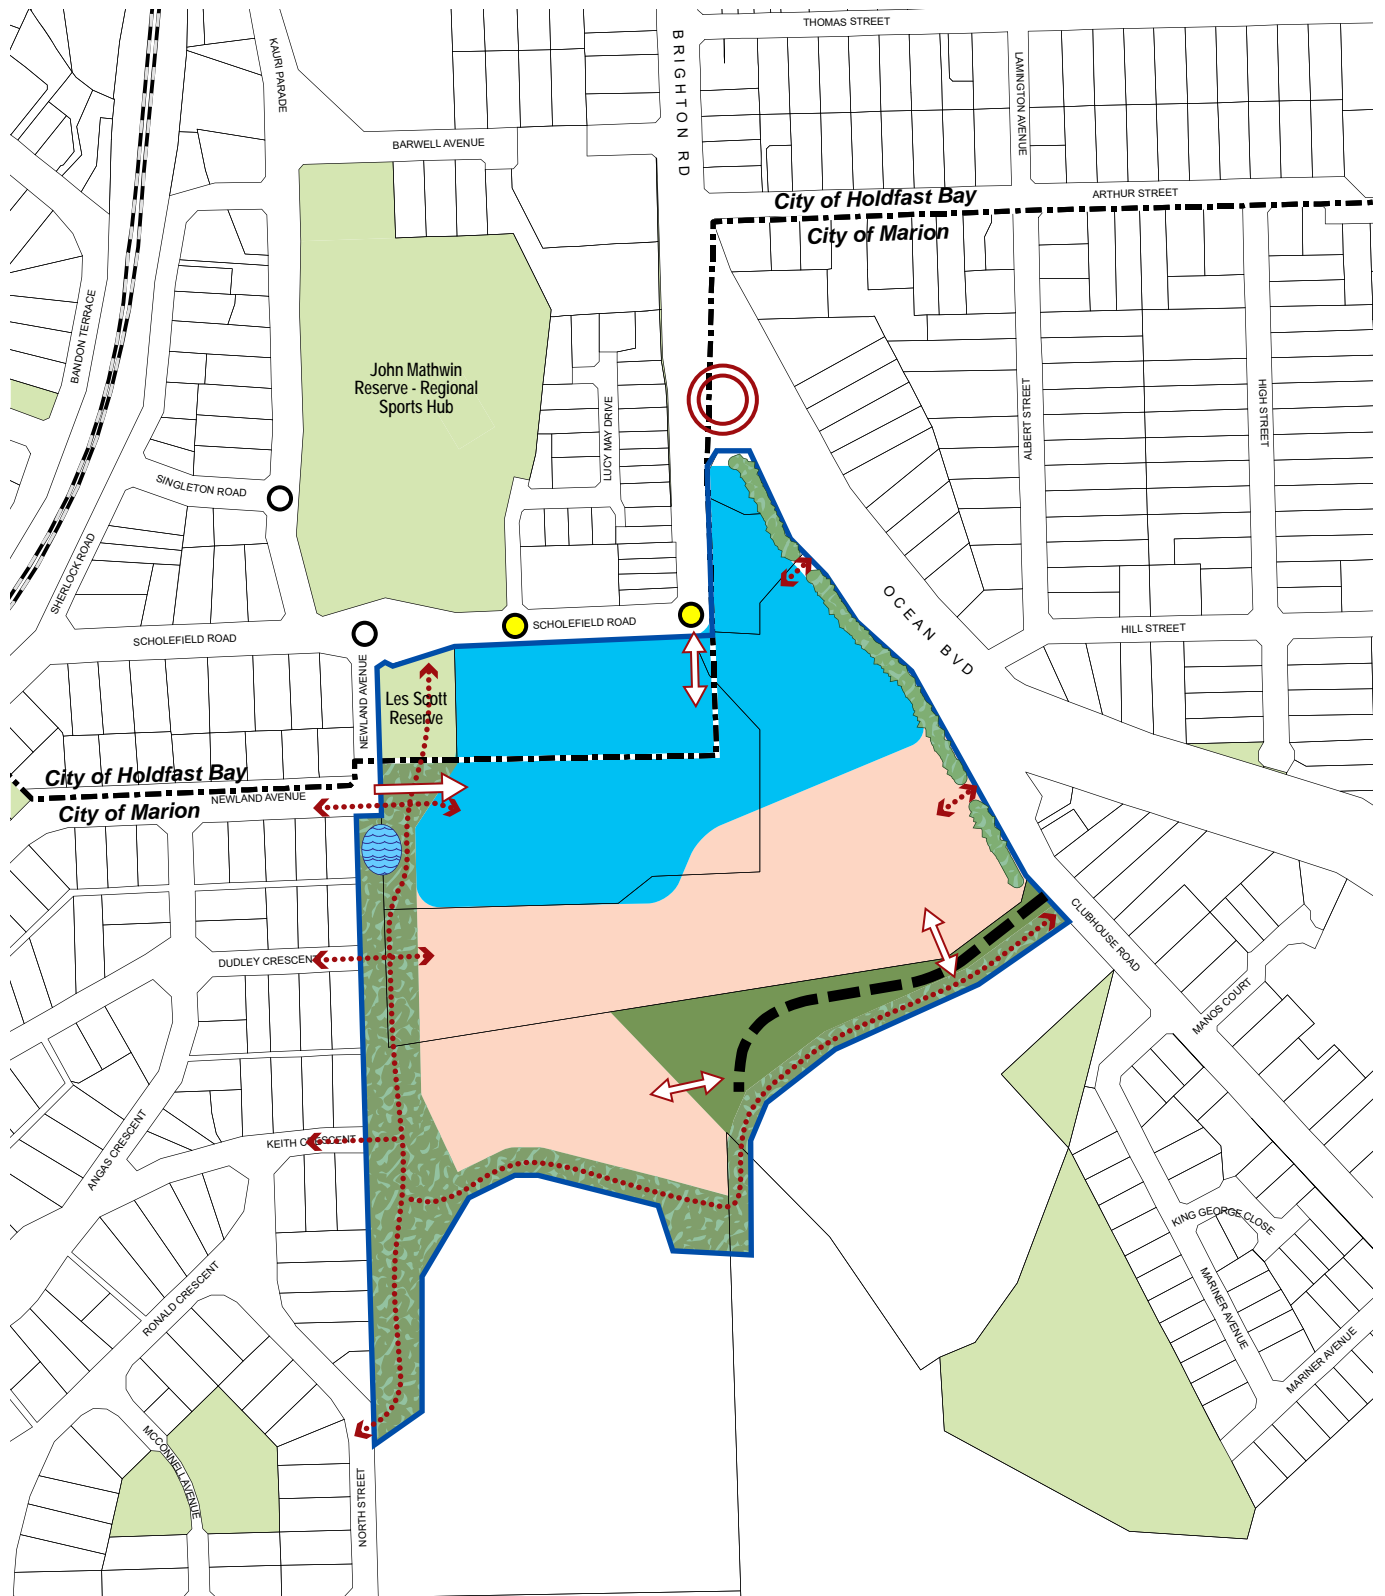 THOMAS STREET
BRIGHTON RD
KAURI PARADE
LAMINGTON AVENUE
BARWELL AVENUE
ARTHUR STREET
City of Holdfast Bay
City of Marion
BANDON TERRACE
John Mathwin
Reserve - Regional
Sports Hub
LUCY MAY DRIVE
ALBERT STREET
HIGH STREET
SINGLETON ROAD
SHERLOCK ROAD
OCEAN BVD
SCHOLEFIELD ROAD
SCHOLEFIELD ROAD
HILL STREET
NEWLAND AVENUE
Les Scott
Reserve
City of Holdfast Bay
NEWLAND AVENUE
City of Marion
CLUBHOUSE ROAD
DUDLEY CRESCENT
MANOS COURT
ANGAS CRESCENT
KEITH CRESCENT
KING GEORGE CLOSE
RONALD CRESCENT
MARINER AVENUE
MARINER AVENUE
MCCONNELL AVENUE
NORTH STREET